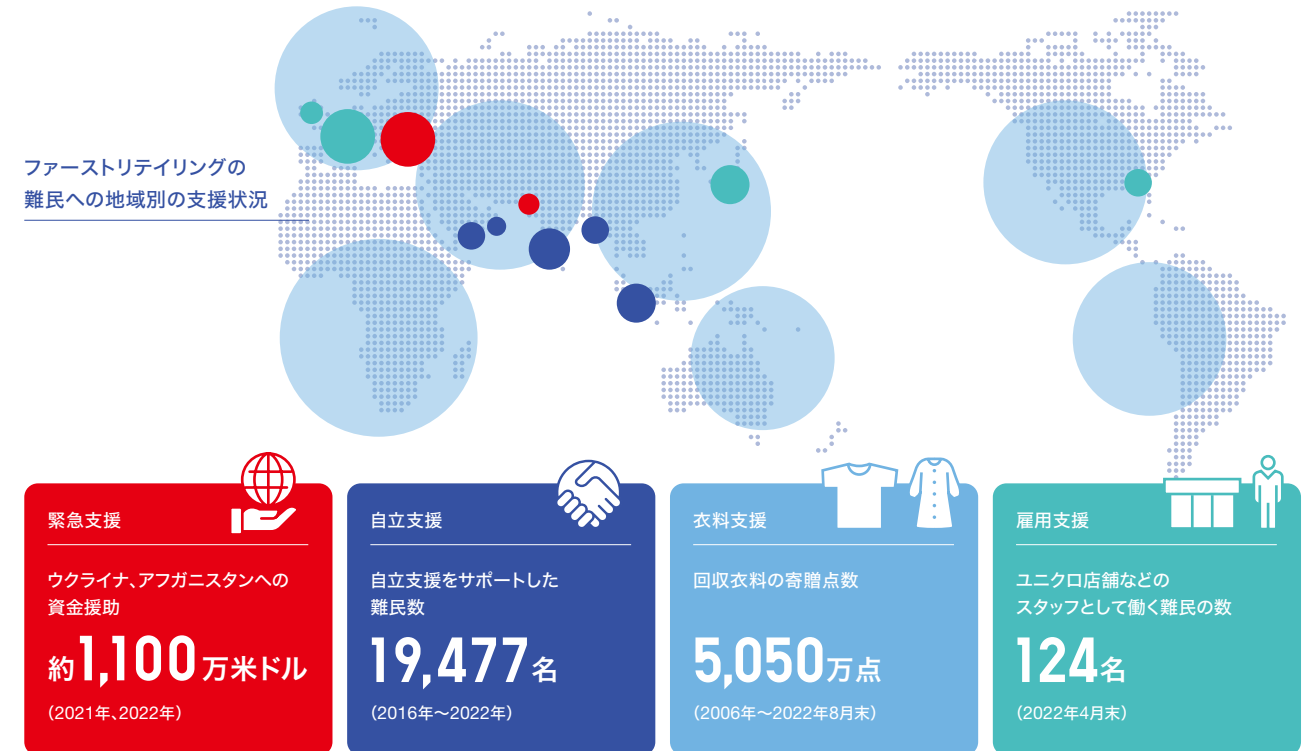 ファーストリテイリングの
難民への地域別の支援状況
緊急支援
ウクライナ、アフガニスタンへの
資金援助
約1,100万米ドル
（2021年、2022年）
自立支援
自立支援をサポートした
難民数
19,477名
（2016年〜2022年）
衣料支援
回収衣料の寄贈点数
5,050万点
（2006年〜2022年8月末）
雇用支援
ユニクロ店舗などの
スタッフとして働く難民の数
124名
（2022年4月末）